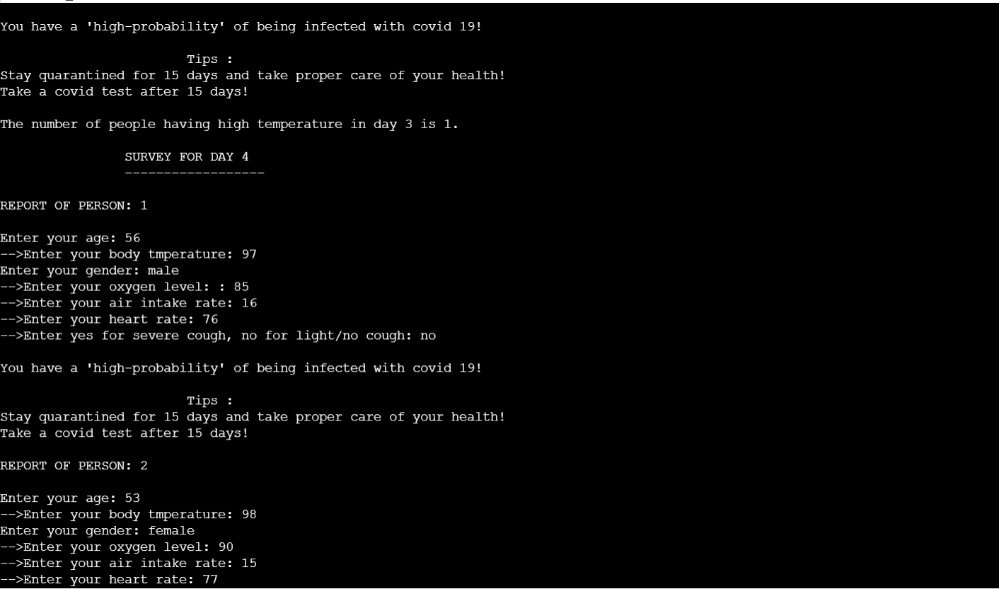 You have a 'high-probability' of being infected with covid 19!
Tips :
Stay quarantined for 15 days and take proper care of your health!
Take a covid test after 15 days!
The number of people having high temperature in day 3 is 1.
SURVEY FOR DAY 4
------------------
REPORT OF PERSON: 1
Enter your age: 56
-->Enter your body tmperature: 97
Enter your gender: male
-->Enter your oxygen level: : 85
-->Enter your air intake rate: 16
-->Enter your heart rate: 76
-->Enter yes for severe cough, no for light/no cough: no
You have a 'high-probability' of being infected with covid 19!
Tips :
Stay quarantined for 15 days and take proper care of your health!
Take a covid test after 15 days!
REPORT OF PERSON: 2
Enter your age: 53
-->Enter your body tmperature: 98
Enter your gender: female
-->Enter your oxygen level: 90
-->Enter your air intake rate: 15
-->Enter your heart rate: 77